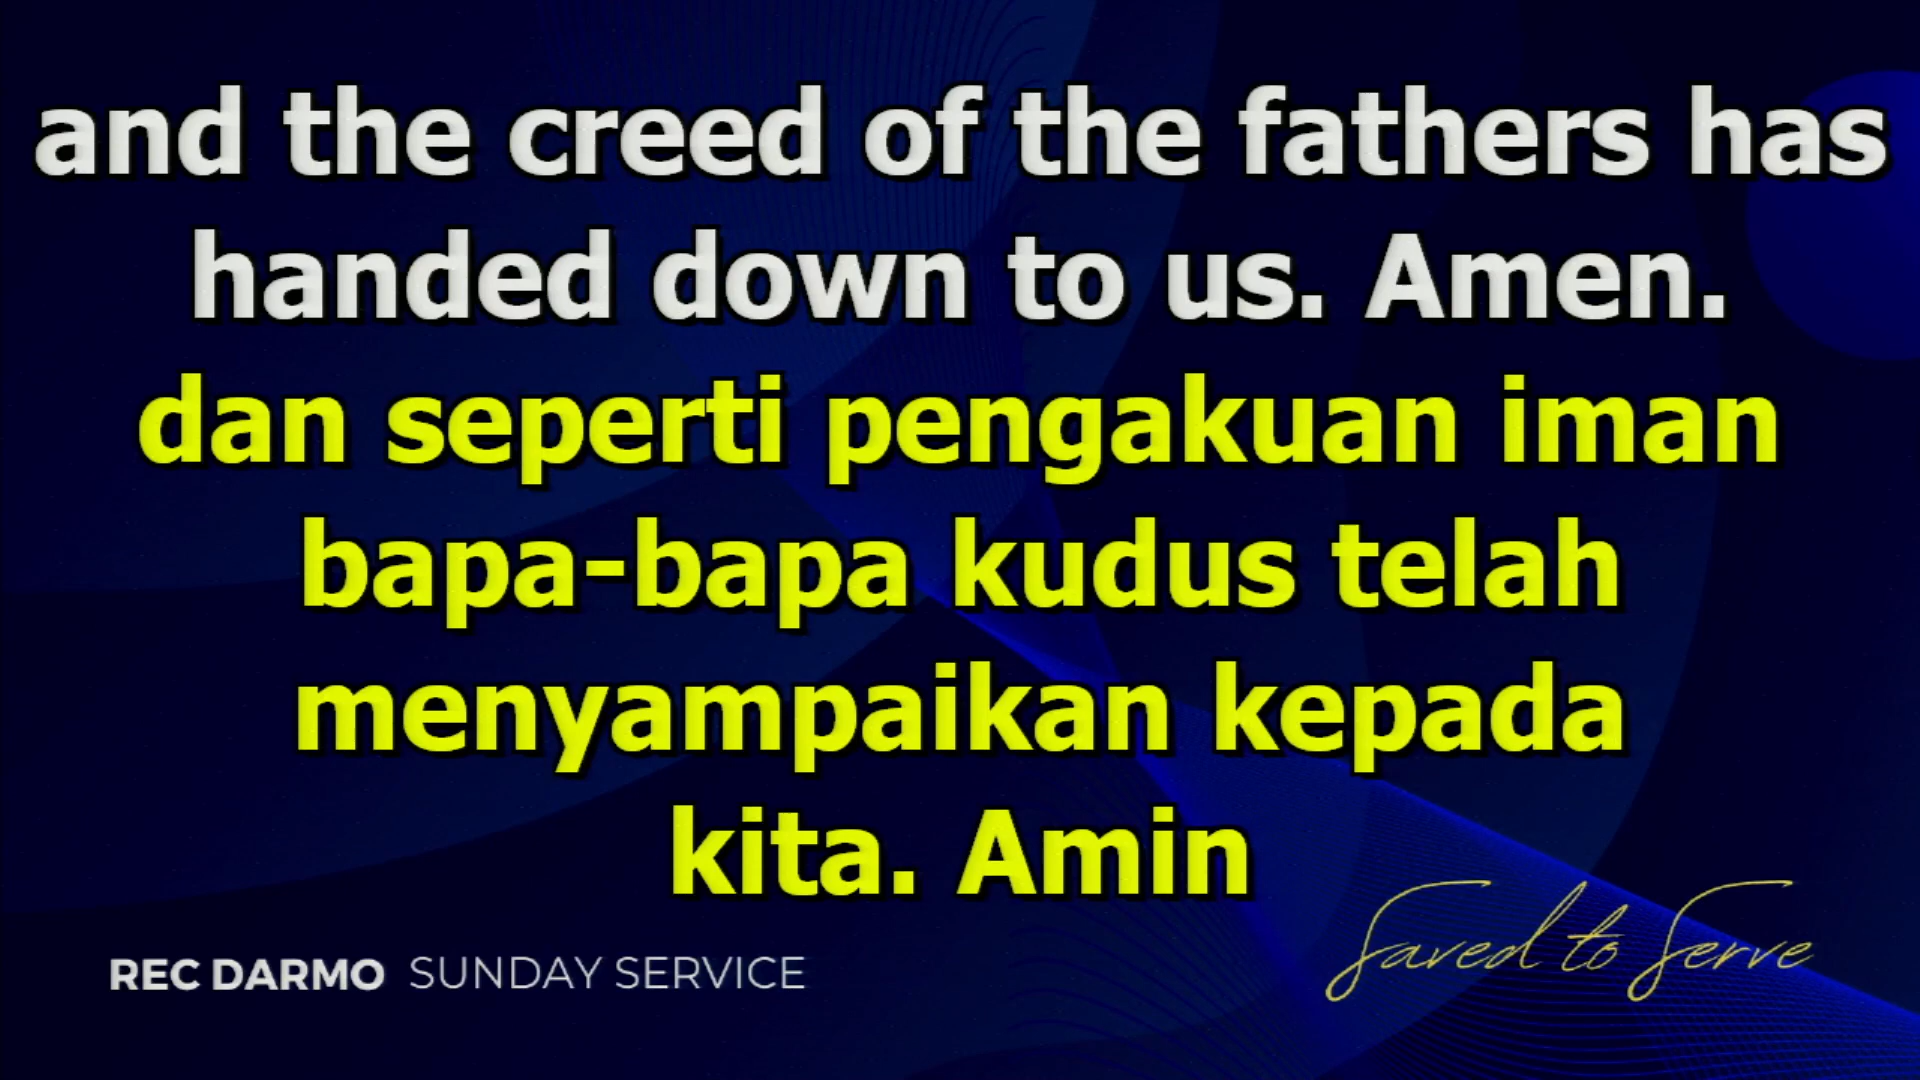 and the creed of the fathers has
handed down to us. Amen.
dan seperti pengakuan iman
bapa-bapa kudus telah
menyampaikan kepada
kita. Amin
REC DARMO SUNDAY SERVICE
Saved to Serve